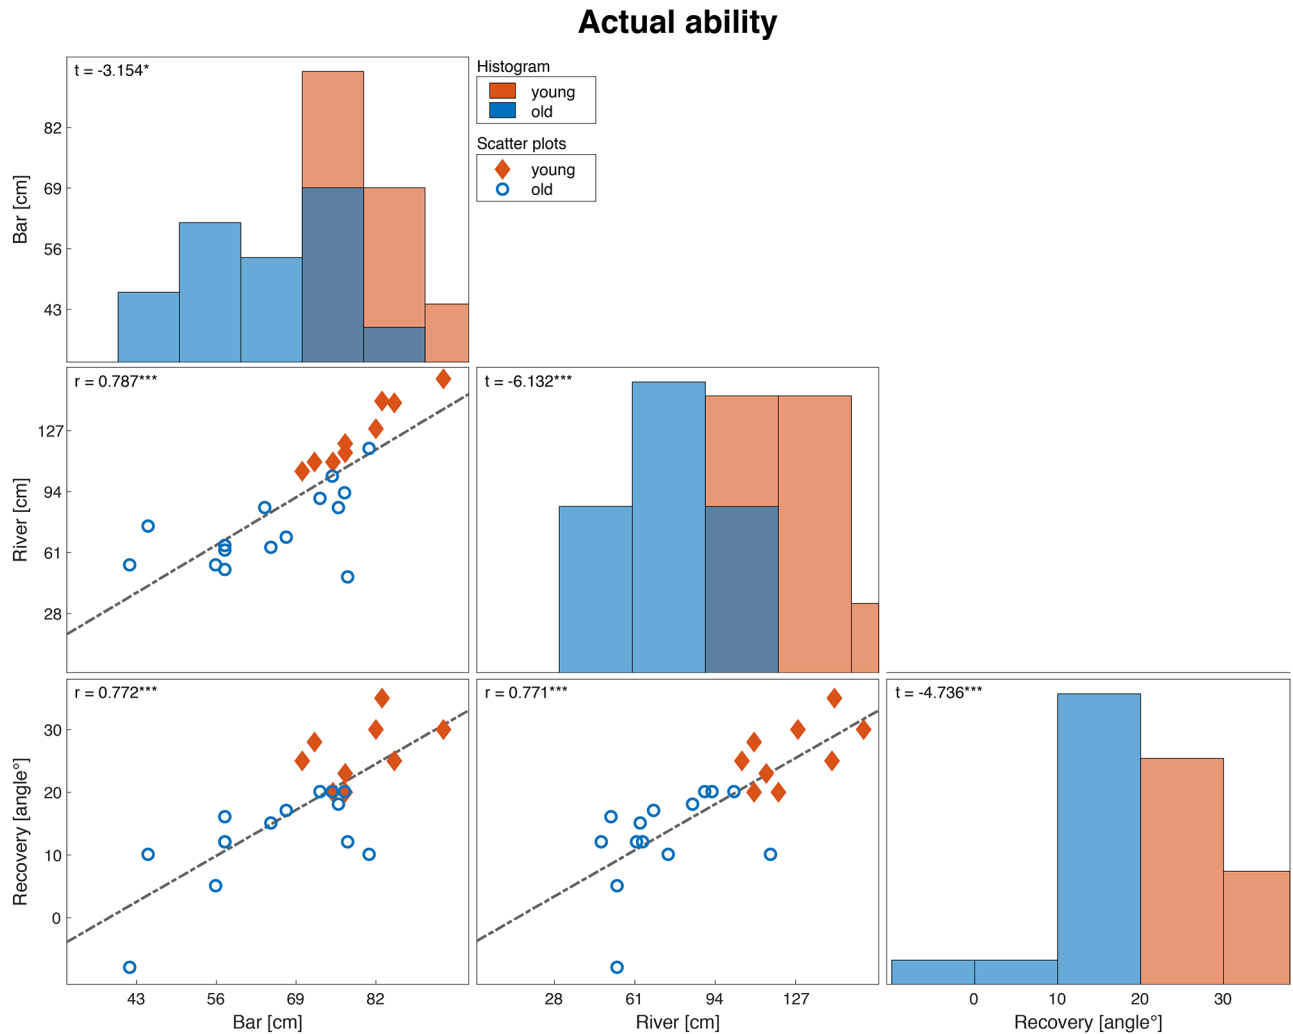 Actual ability
t = -3.154*
Histogram
young
old
Scatter plots
young
old
Bar [cm]
82
69
56
43
r = 0.787***
t = -6.132***
River [cm]
127
94
61
28
r = 0.772***
r = 0.771***
t = -4.736***
Recovery [angle°]
30
20
10
0
43 56 69 82
28 61 94 127
0 10 20 30
Bar [cm]
River [cm]
Recovery [angle°]